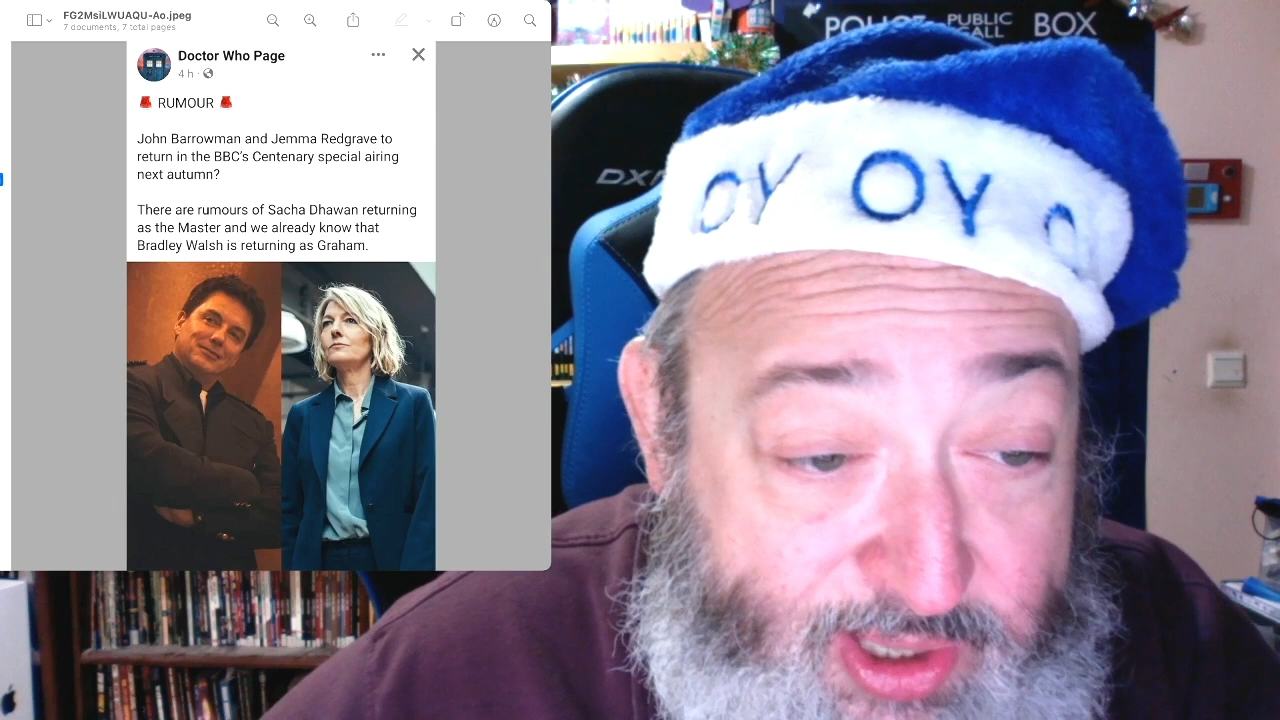 FG2MsiLWUAQU-Ao.jpeg
7 documents, 7 total pages
Doctor Who Page
4 h
RUMOUR
John Barrowman and Jemma Redgrave to
return in the BBC's Centenary special airing
next autumn?
There are rumours of Sacha Dhawan returning
as the Master and we already know that
Bradley Walsh is returning as Graham.
POLICE PUBLIC CALL BOX
OY OY